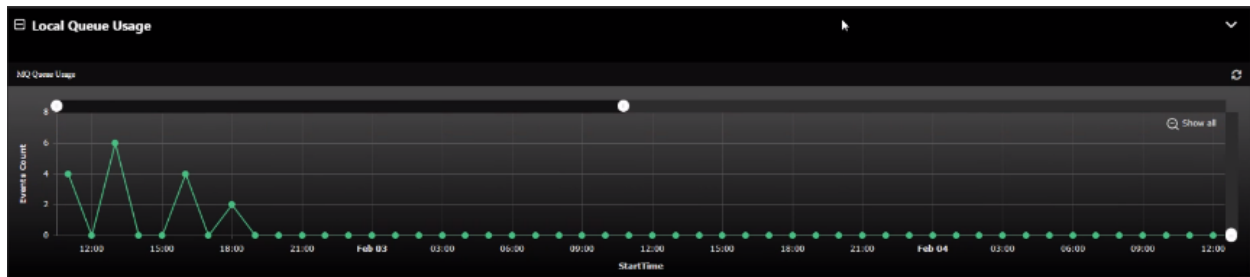 Local Queue Usage
MQ Queue Usage
Show all
8
6
4
2
0
Events Count
12:00 15:00 18:00 21:00 Feb 03 03:00 06:00 09:00 12:00 15:00 18:00 21:00 Feb 04 03:00 06:00 09:00 12:00
StartTime